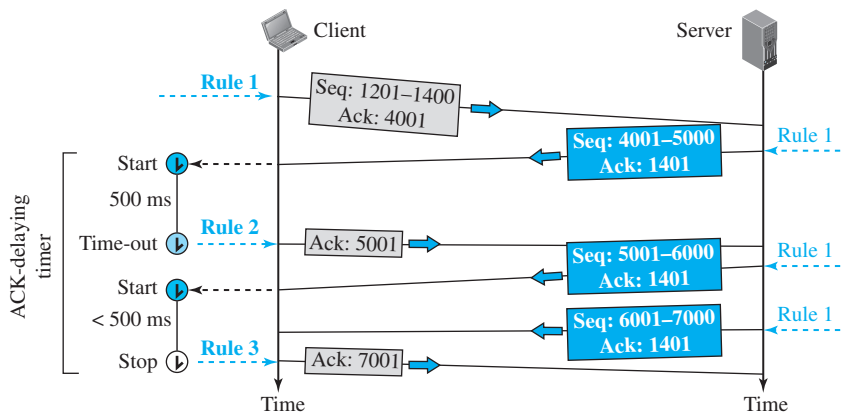 Client
Server
Rule 1
Seq: 1201–1400
Ack: 4001
Seq: 4001–5000
Ack: 1401
Rule 1
Start
500 ms
Time-out
Rule 2
Ack: 5001
Seq: 5001–6000
Ack: 1401
Rule 1
ACK-delaying
timer
Start
< 500 ms
Stop
Seq: 6001–7000
Ack: 1401
Rule 1
Rule 3
Ack: 7001
Time
Time